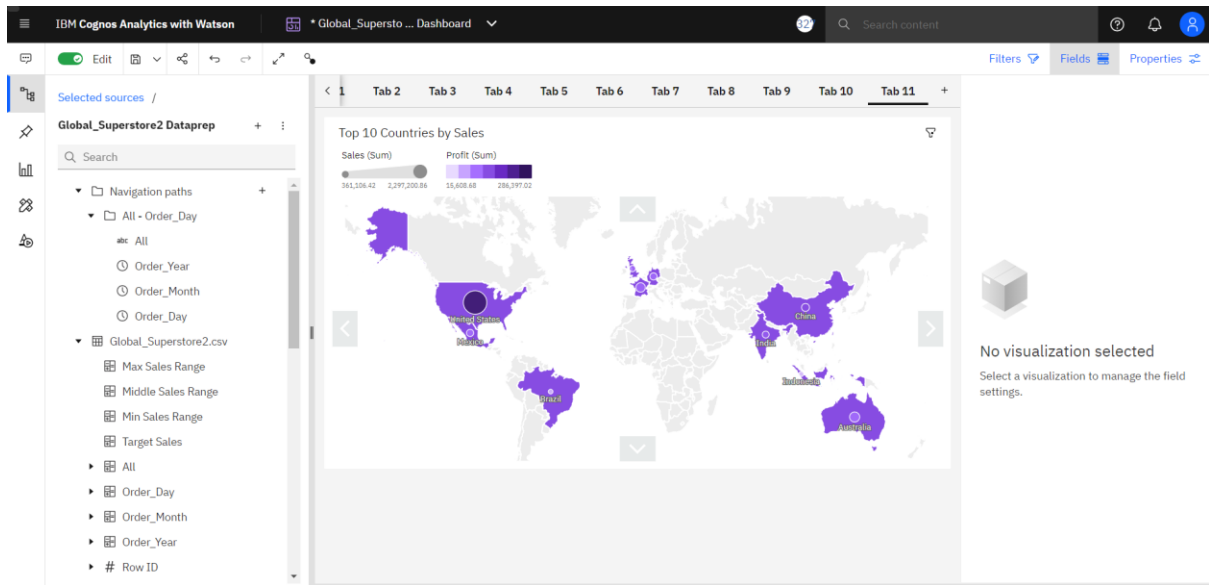 IBM Cognos Analytics with Watson
* Global_Supersto ... Dashboard
Search content
Edit
Filters
Fields
Properties
Selected sources /
Global_Superstore2 Dataprep
Search
Navigation paths
All - Order_Day
abc All
Order_Year
Order_Month
Order_Day
Global_Superstore2.csv
Max Sales Range
Middle Sales Range
Min Sales Range
Target Sales
All
Order_Day
Order_Month
Order_Year
# Row ID
1 Tab 2 Tab 3 Tab 4 Tab 5 Tab 6 Tab 7 Tab 8 Tab 9 Tab 10 Tab 11 +
Top 10 Countries by Sales
Sales (Sum) Profit (Sum)
361,106.42 2,297,200.86 15,608.68 286,397.02
United States
Mexico
Brazil
China
India
Indonesia
Australia
No visualization selected
Select a visualization to manage the field
settings.